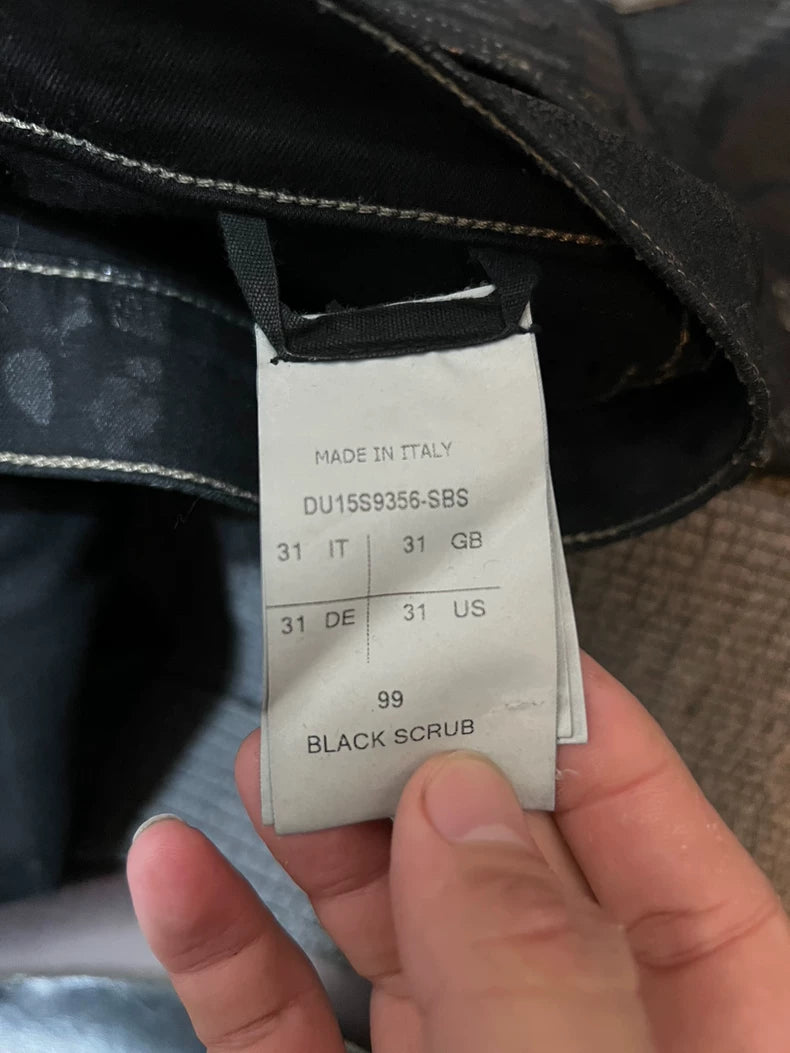 MADE IN ITALY
DU15S9356-SBS
31 IT 31 GB
31 DE 31 US
99
BLACK SCRUB